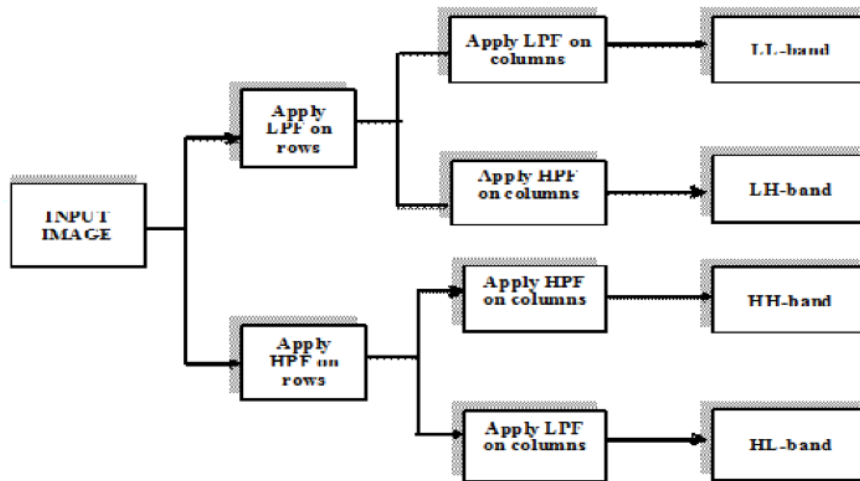 Apply LPF on
columns
LL-band
Apply
LPF on
rows
Apply HPF
on columns
LH-band
INPUT
IMAGE
Apply HPF
on columns
HH-band
Apply
HPF on
rows
Apply LPF
on columns
HL-band